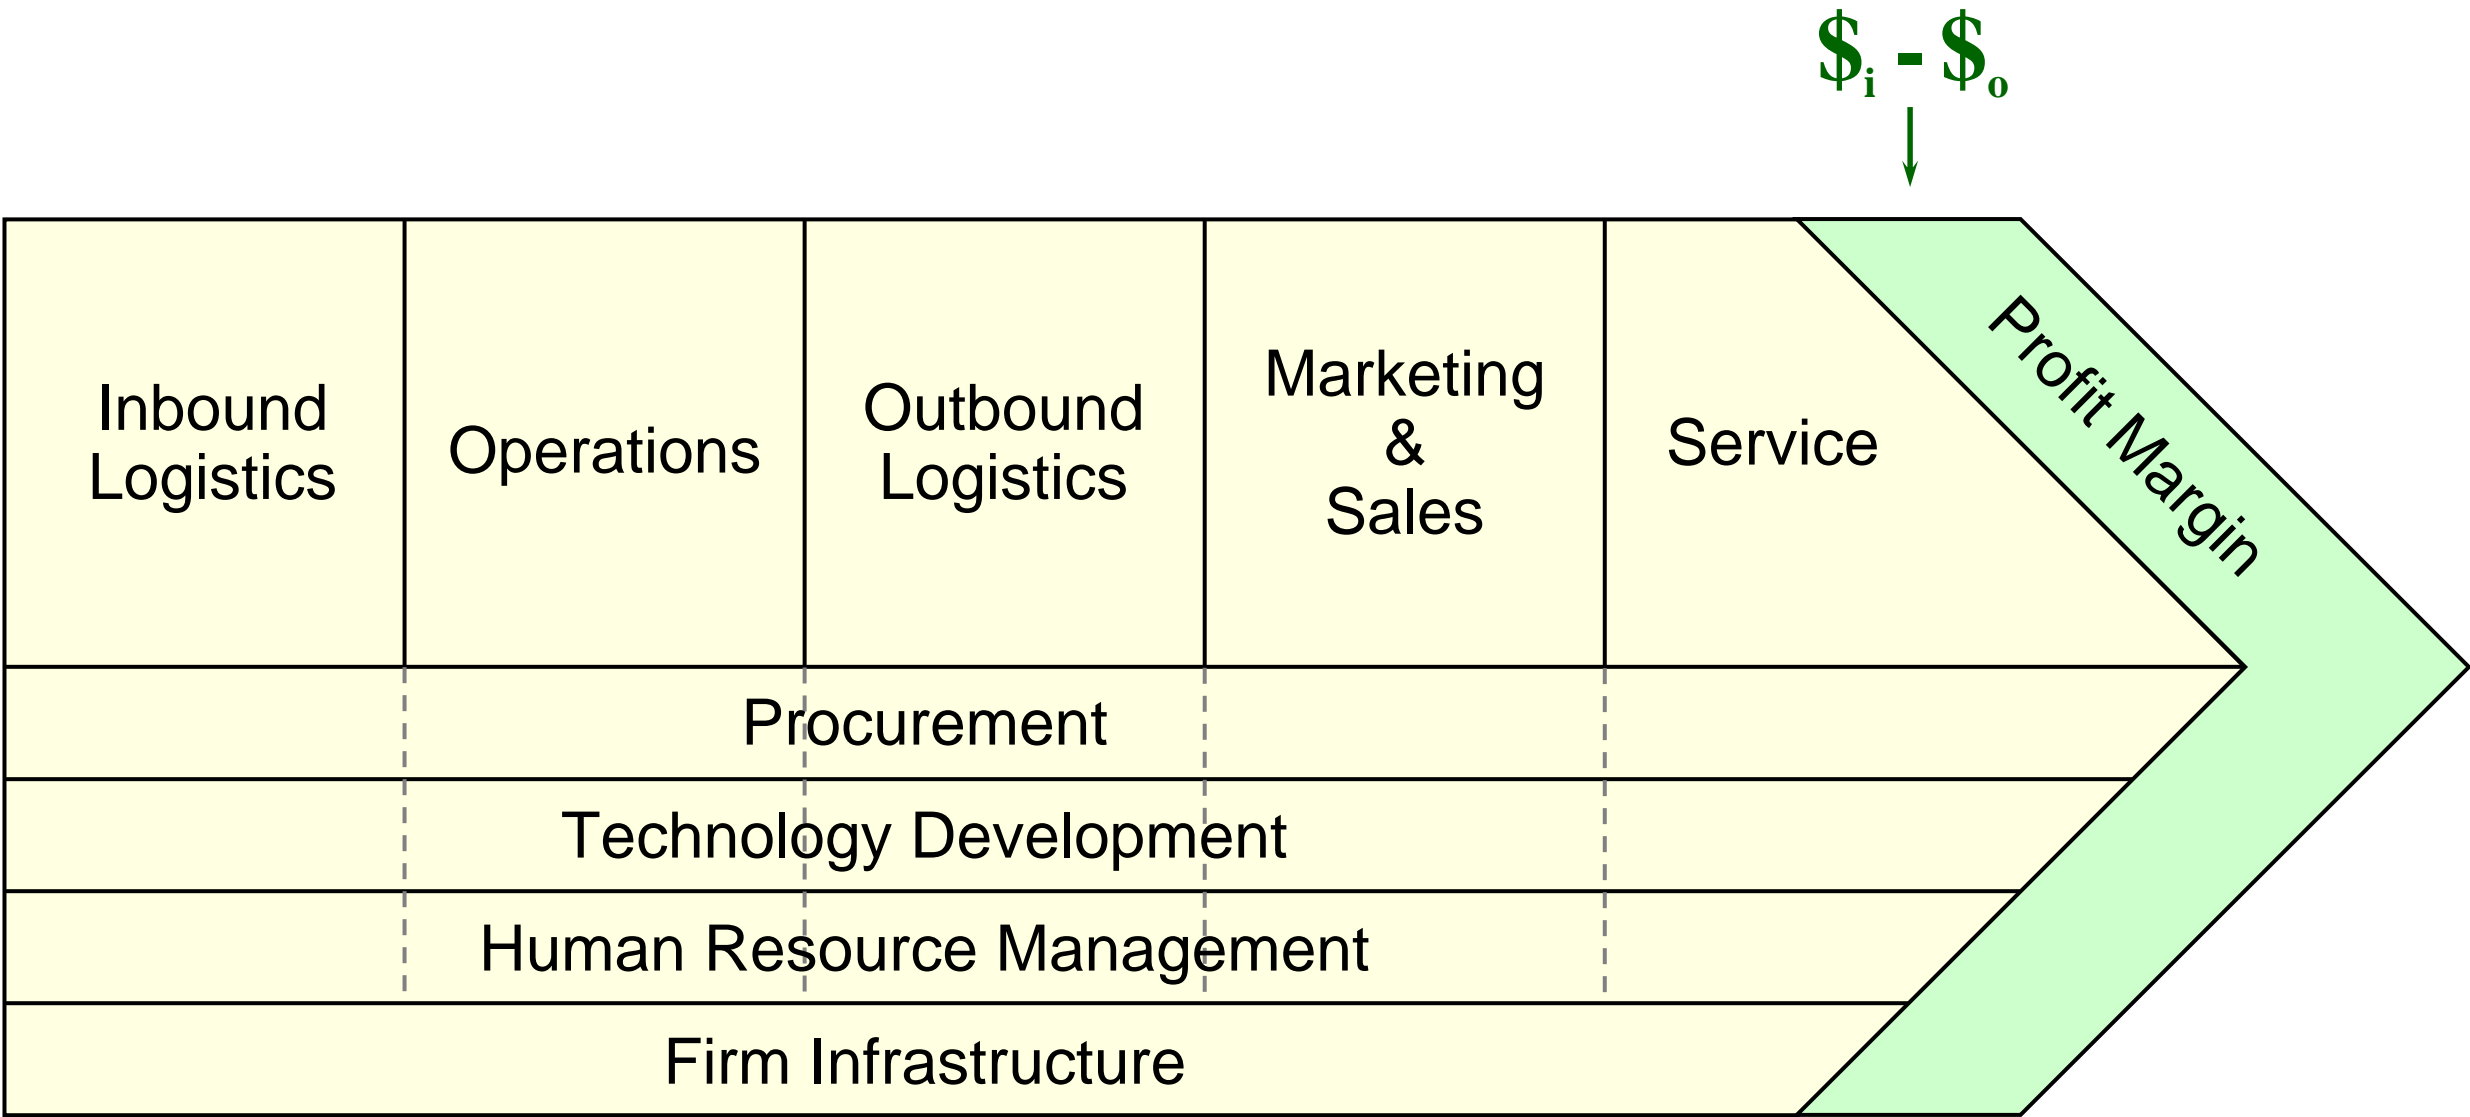 $i - $o
Inbound
Logistics
Operations
Outbound
Logistics
Marketing
&
Sales
Service
Profit Margin
Procurement
Technology Development
Human Resource Management
Firm Infrastructure